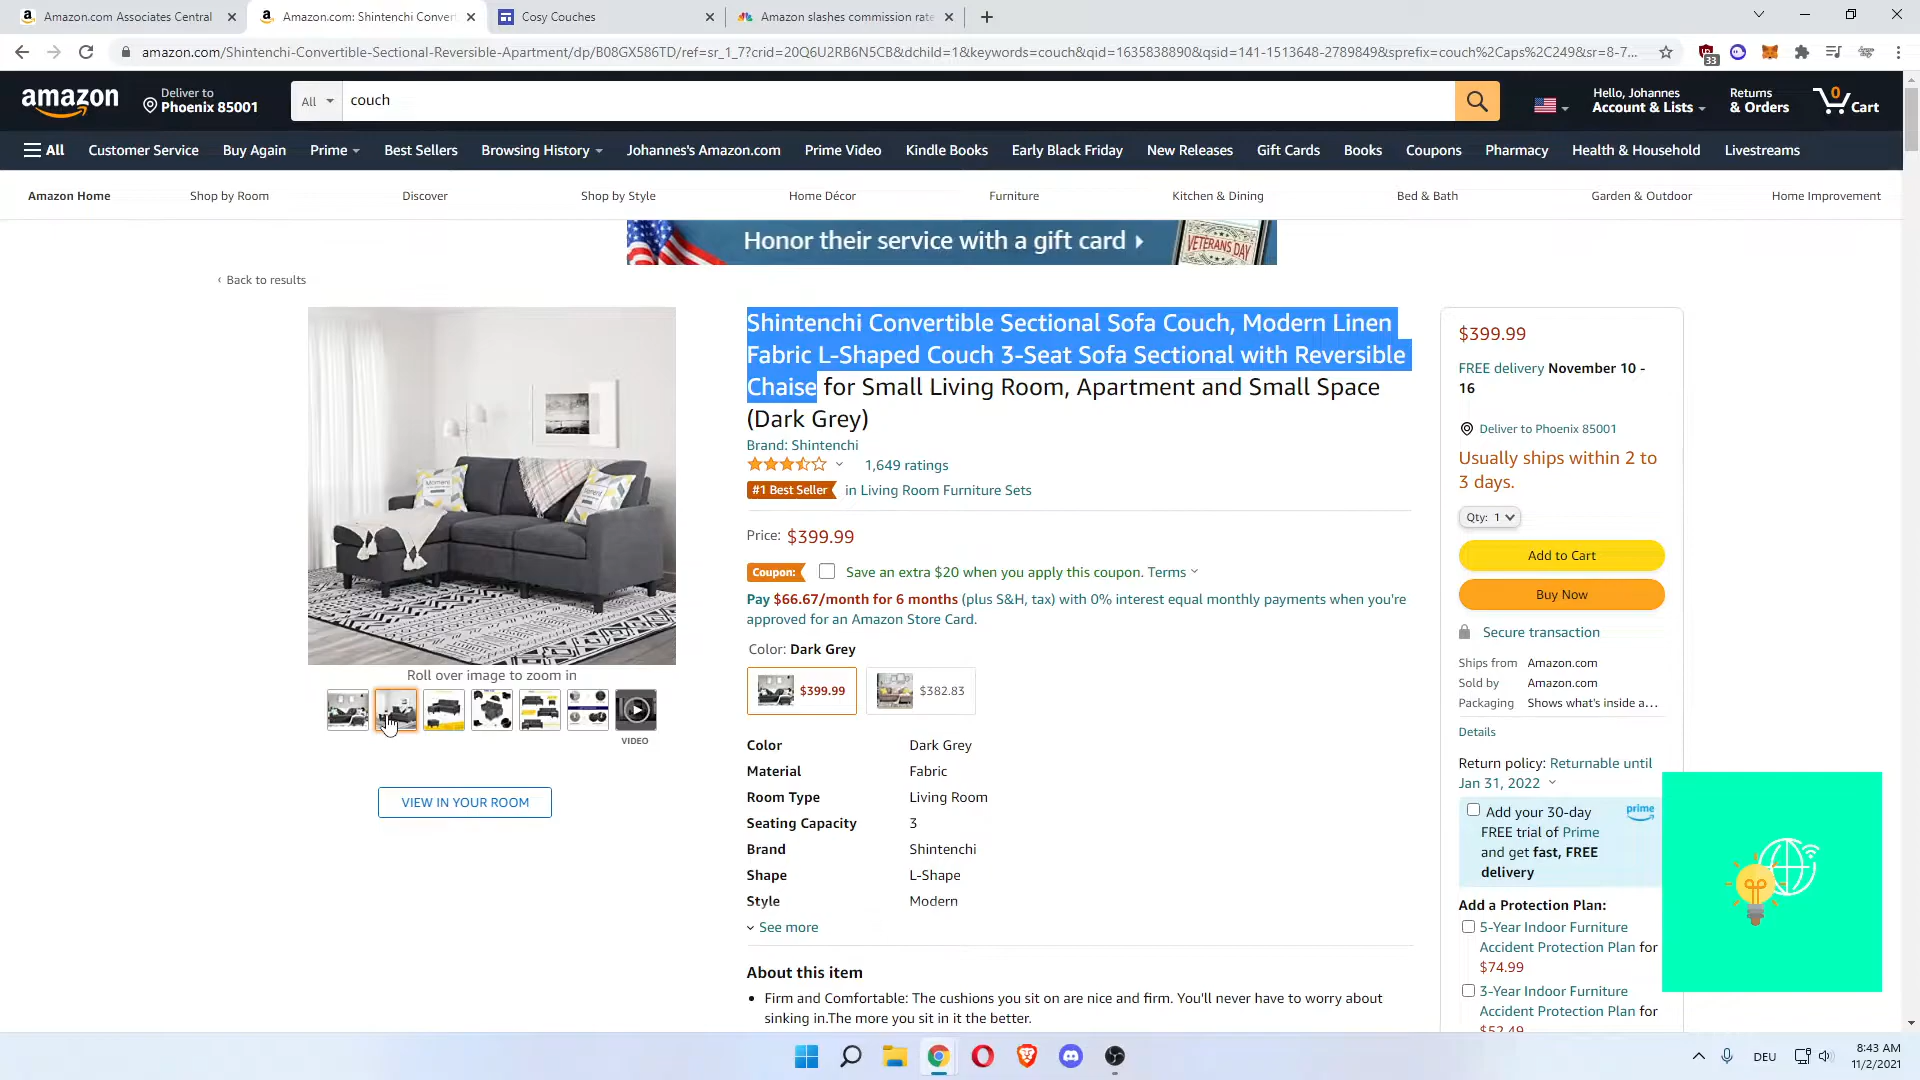 Amazon.com Associates Central
Amazon.com: Shintenchi Convert
Cosy Couches
Amazon slashes commission rate
amazon.com/Shintenchi-Convertible-Sectional-Reversible-Apartment/dp/B08GX586TD/ref=sr_1_7?crid=20Q6U2RB6N5CB&dchild=1&keywords=couch&qid=1635838890&qsid=141-1513648-2789849&sprefix=couch%2Caps%2C249&sr=8-7...
33
amazon
Deliver to
Phoenix 85001
All
couch
Hello, Johannes
Account & Lists
Returns
& Orders
0
Cart
All
Customer Service
Buy Again
Prime
Best Sellers
Browsing History
Johannes's Amazon.com
Prime Video
Kindle Books
Early Black Friday
New Releases
Gift Cards
Books
Coupons
Pharmacy
Health & Household
Livestreams
Amazon Home
Shop by Room
Discover
Shop by Style
Home Décor
Furniture
Kitchen & Dining
Bed & Bath
Garden & Outdoor
Home Improvement
Honor their service with a gift card
VETERANS DAY
‹ Back to results
Shintenchi Convertible Sectional Sofa Couch, Modern Linen
Fabric L-Shaped Couch 3-Seat Sofa Sectional with Reversible
Chaise for Small Living Room, Apartment and Small Space
(Dark Grey)
Brand: Shintenchi
1,649 ratings
#1 Best Seller
in Living Room Furniture Sets
Price: $399.99
Coupon:
Save an extra $20 when you apply this coupon. Terms
Pay $66.67/month for 6 months (plus S&H, tax) with 0% interest equal monthly payments when you're
approved for an Amazon Store Card.
Color: Dark Grey
$399.99
$382.83
Color Dark Grey
Material Fabric
Room Type Living Room
Seating Capacity 3
Brand Shintenchi
Shape L-Shape
Style Modern
See more
About this item
• Firm and Comfortable: The cushions you sit on are nice and firm. You'll never have to worry about
sinking in.The more you sit in it the better.
Roll over image to zoom in
VIDEO
VIEW IN YOUR ROOM
$399.99
FREE delivery November 10 -
16
Deliver to Phoenix 85001
Usually ships within 2 to
3 days.
Qty: 1
Add to Cart
Buy Now
Secure transaction
Ships from Amazon.com
Sold by Amazon.com
Packaging Shows what's inside a...
Details
Return policy: Returnable until
Jan 31, 2022
Add your 30-day
FREE trial of Prime
and get fast, FREE
delivery
prime
Add a Protection Plan:
5-Year Indoor Furniture
Accident Protection Plan for
$74.99
3-Year Indoor Furniture
Accident Protection Plan for
$52.49
DEU
8:43 AM
11/2/2021